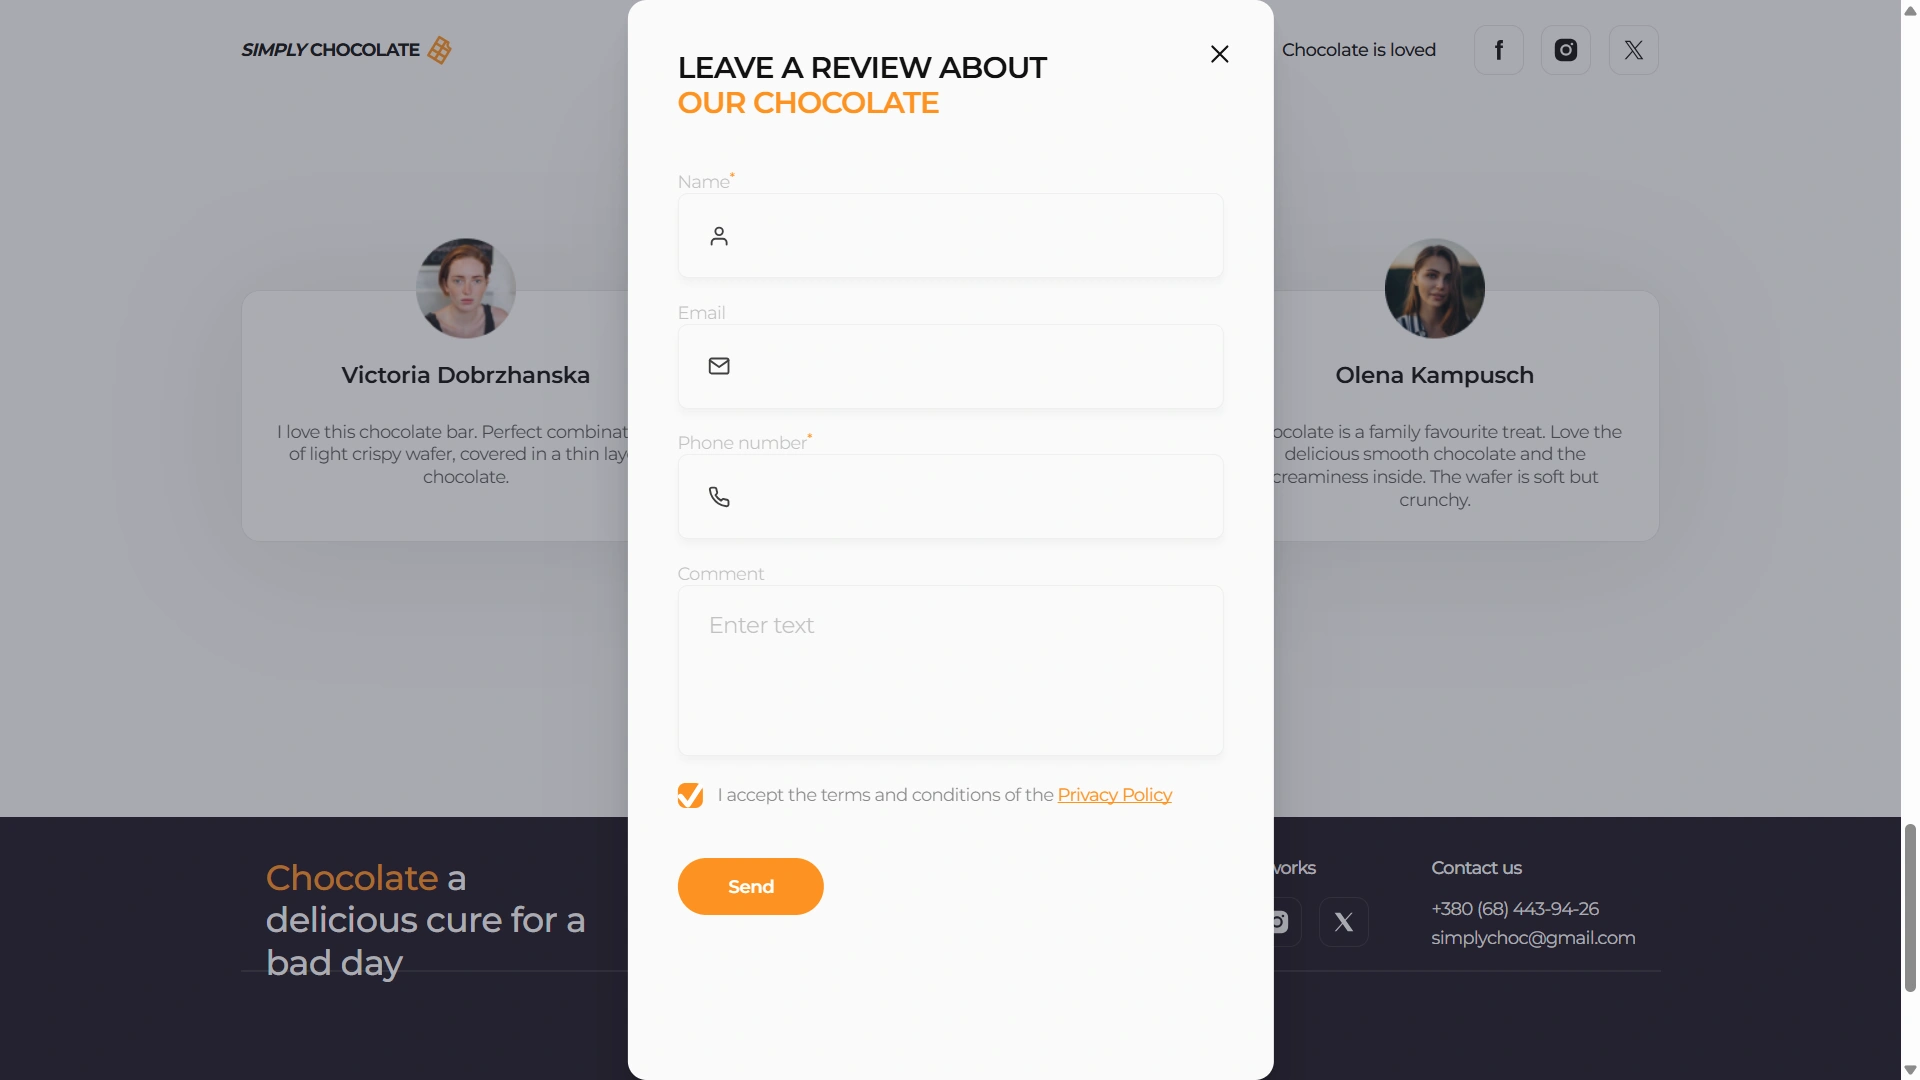 SIMPLY CHOCOLATE
Chocolate is loved
LEAVE A REVIEW ABOUT
OUR CHOCOLATE
Name*
Email
Phone number*
Comment
Enter text
I accept the terms and conditions of the Privacy Policy
Send
Victoria Dobrzhanska
I love this chocolate bar. Perfect
of light crispy wafer, covered in a thin
chocolate.
Olena Kampusch
is a family favourite treat. Love the
delicious smooth chocolate and the
creaminess inside. The wafer is soft but
crunchy.
Chocolate a
delicious cure for a
bad day
Contact us
+380 (68) 443-94-26
simplychoc@gmail.com